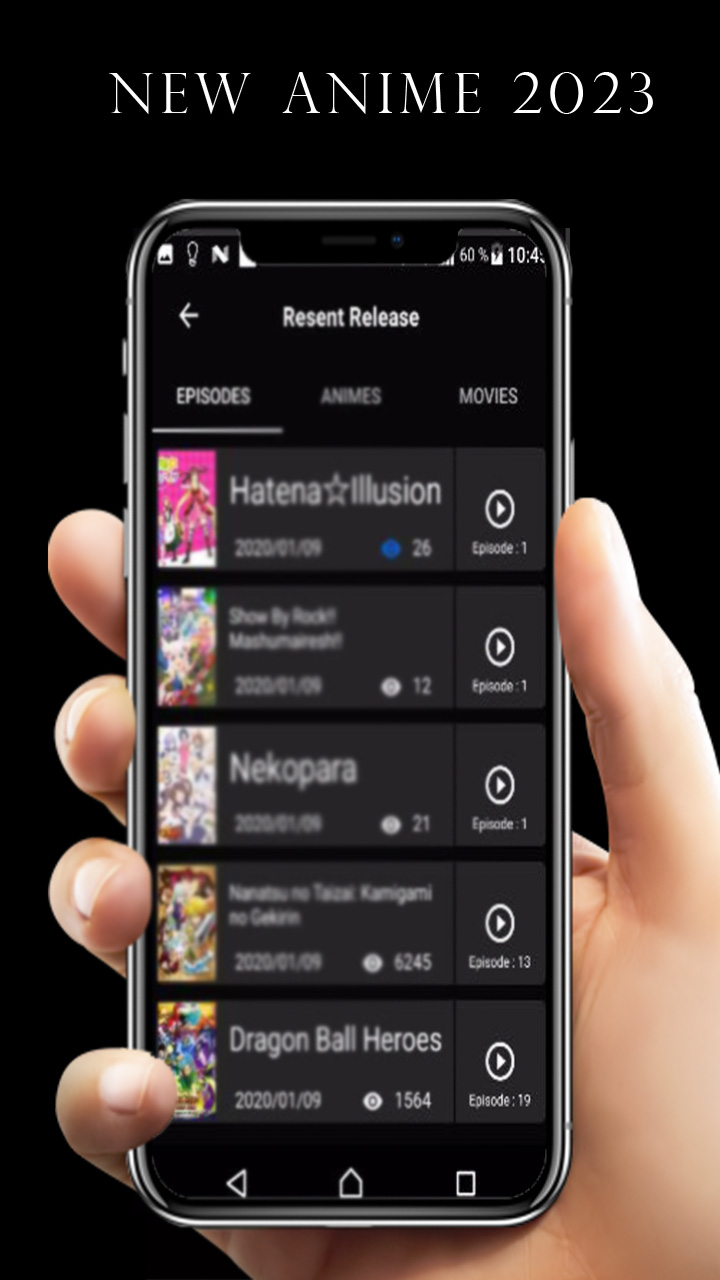 NEW ANIME 2023
60 % 10:4
Resent Release
EPISODES ANIMES MOVIES
Hatena☆Illusion
2020/01/09 26 Episode : 1
Show By Rock!!
Mashumairesh!!
2020/01/09 12 Episode : 1
Nekopara
2020/01/09 21 Episode : 1
Nanatsu no Taizai: Kamigami
no Gekirin
2020/01/09 6245 Episode : 13
Dragon Ball Heroes
2020/01/09 1564 Episode : 19